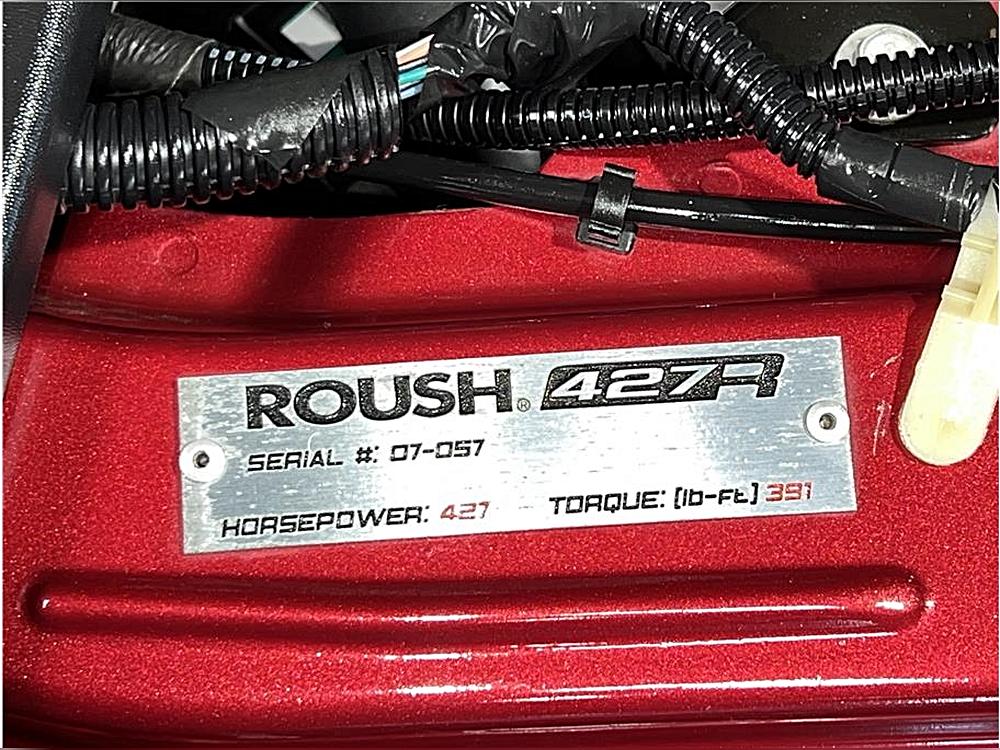 ROUSH® 427R
SERIAL #: 07-057
HORSEPOWER: 427 TORQUE: [lb-Ft] 391